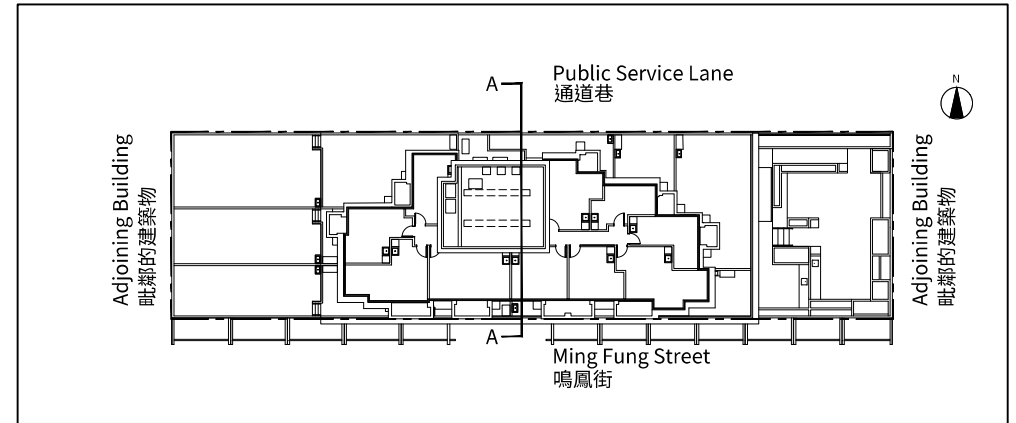 Public Service Lane
通道巷
A
N
Adjoining Building
毗鄰的建築物
Adjoining Building
毗鄰的建築物
A
Ming Fung Street
鳴鳳街